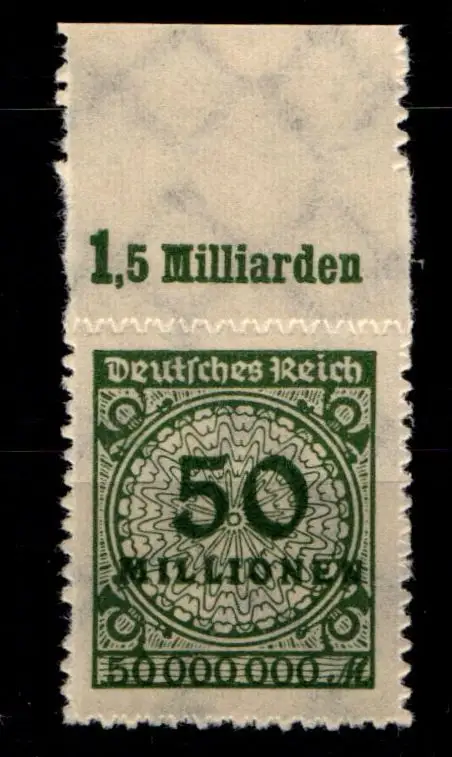 1,5 Milliarden
Deutsches Reich
50
MILLIONEN
50 000 000 M